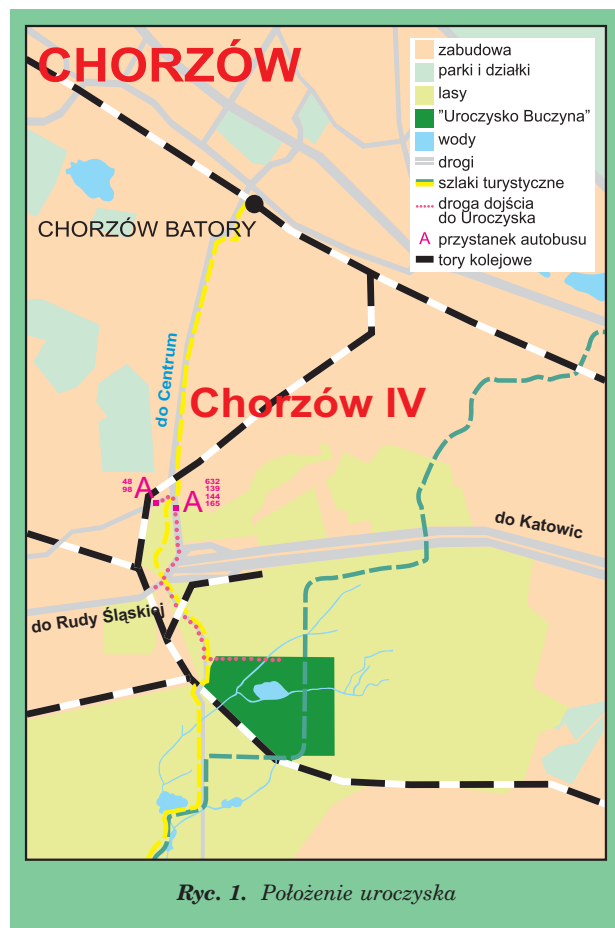 CHORZÓW
zabudowa
parki i działki
lasy
”Uroczysko Buczyna”
wody
drogi
szlaki turystyczne
droga dojścia
do Uroczyska
A przystanek autobusu
tory kolejowe
CHORZÓW BATORY
do Centrum
Chorzów IV
48
98
A
A
632
139
144
165
do Katowic
do Rudy Śląskiej
Ryc. 1. Położenie uroczyska